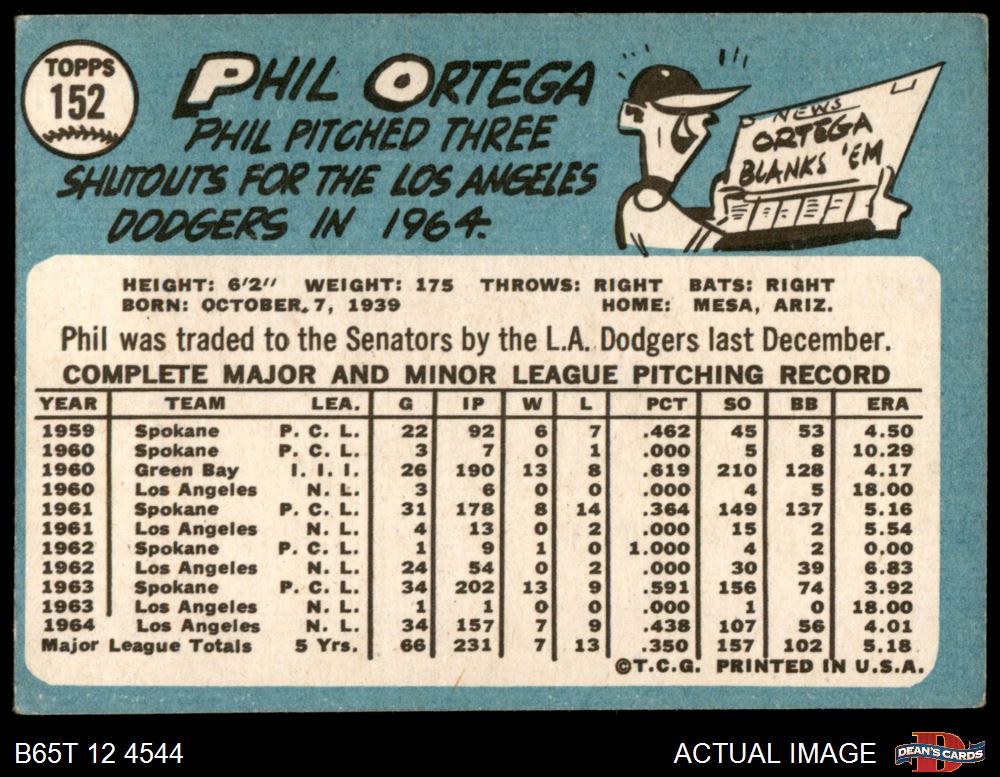 TOPPS
152
PHIL ORTEGA
PHIL PITCHED THREE
SHUTOUTS FOR THE LOS ANGELES
DODGERS IN 1964.
NEWS
ORTEGA
BLANKS 'EM
HEIGHT: 6'2" WEIGHT: 175 THROWS: RIGHT BATS: RIGHT
BORN: OCTOBER 7, 1939 HOME: MESA, ARIZ.
Phil was traded to the Senators by the L.A. Dodgers last December.
COMPLETE MAJOR AND MINOR LEAGUE PITCHING RECORD
YEAR TEAM LEA. G IP W L PCT SO BB ERA
1959 Spokane P. C. L. 22 92 6 7 .462 45 53 4.50
1960 Spokane P. C. L. 3 7 0 1 .000 5 8 10.29
1960 Green Bay I. I. I. 26 190 13 8 .619 210 128 4.17
1960 Los Angeles N. L. 3 6 0 0 .000 4 5 18.00
1961 Spokane P. C. L. 31 178 8 14 .364 149 137 5.16
1961 Los Angeles N. L. 4 13 0 2 .000 15 2 5.54
1962 Spokane P. C. L. 1 9 1 0 1.000 4 2 0.00
1962 Los Angeles N. L. 24 54 0 2 .000 30 39 6.83
1963 Spokane P. C. L. 34 202 13 9 .591 156 74 3.92
1963 Los Angeles N. L. 1 1 0 0 .000 1 0 18.00
1964 Los Angeles N. L. 34 157 7 9 .438 107 56 4.01
Major League Totals 5 Yrs. 66 231 7 13 .350 157 102 5.18
©T.C.G. PRINTED IN U.S.A.
B65T 12 4544
ACTUAL IMAGE
D
DEAN'S CARDS